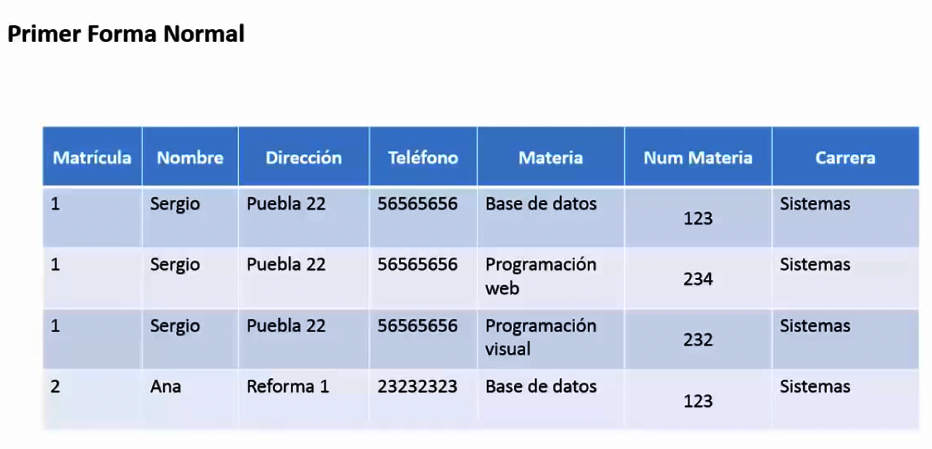 Primer Forma Normal
Matrícula Nombre Dirección Teléfono Materia Num Materia Carrera
1 Sergio Puebla 22 56565656 Base de datos 123 Sistemas
1 Sergio Puebla 22 56565656 Programación web 234 Sistemas
1 Sergio Puebla 22 56565656 Programación visual 232 Sistemas
2 Ana Reforma 1 23232323 Base de datos 123 Sistemas